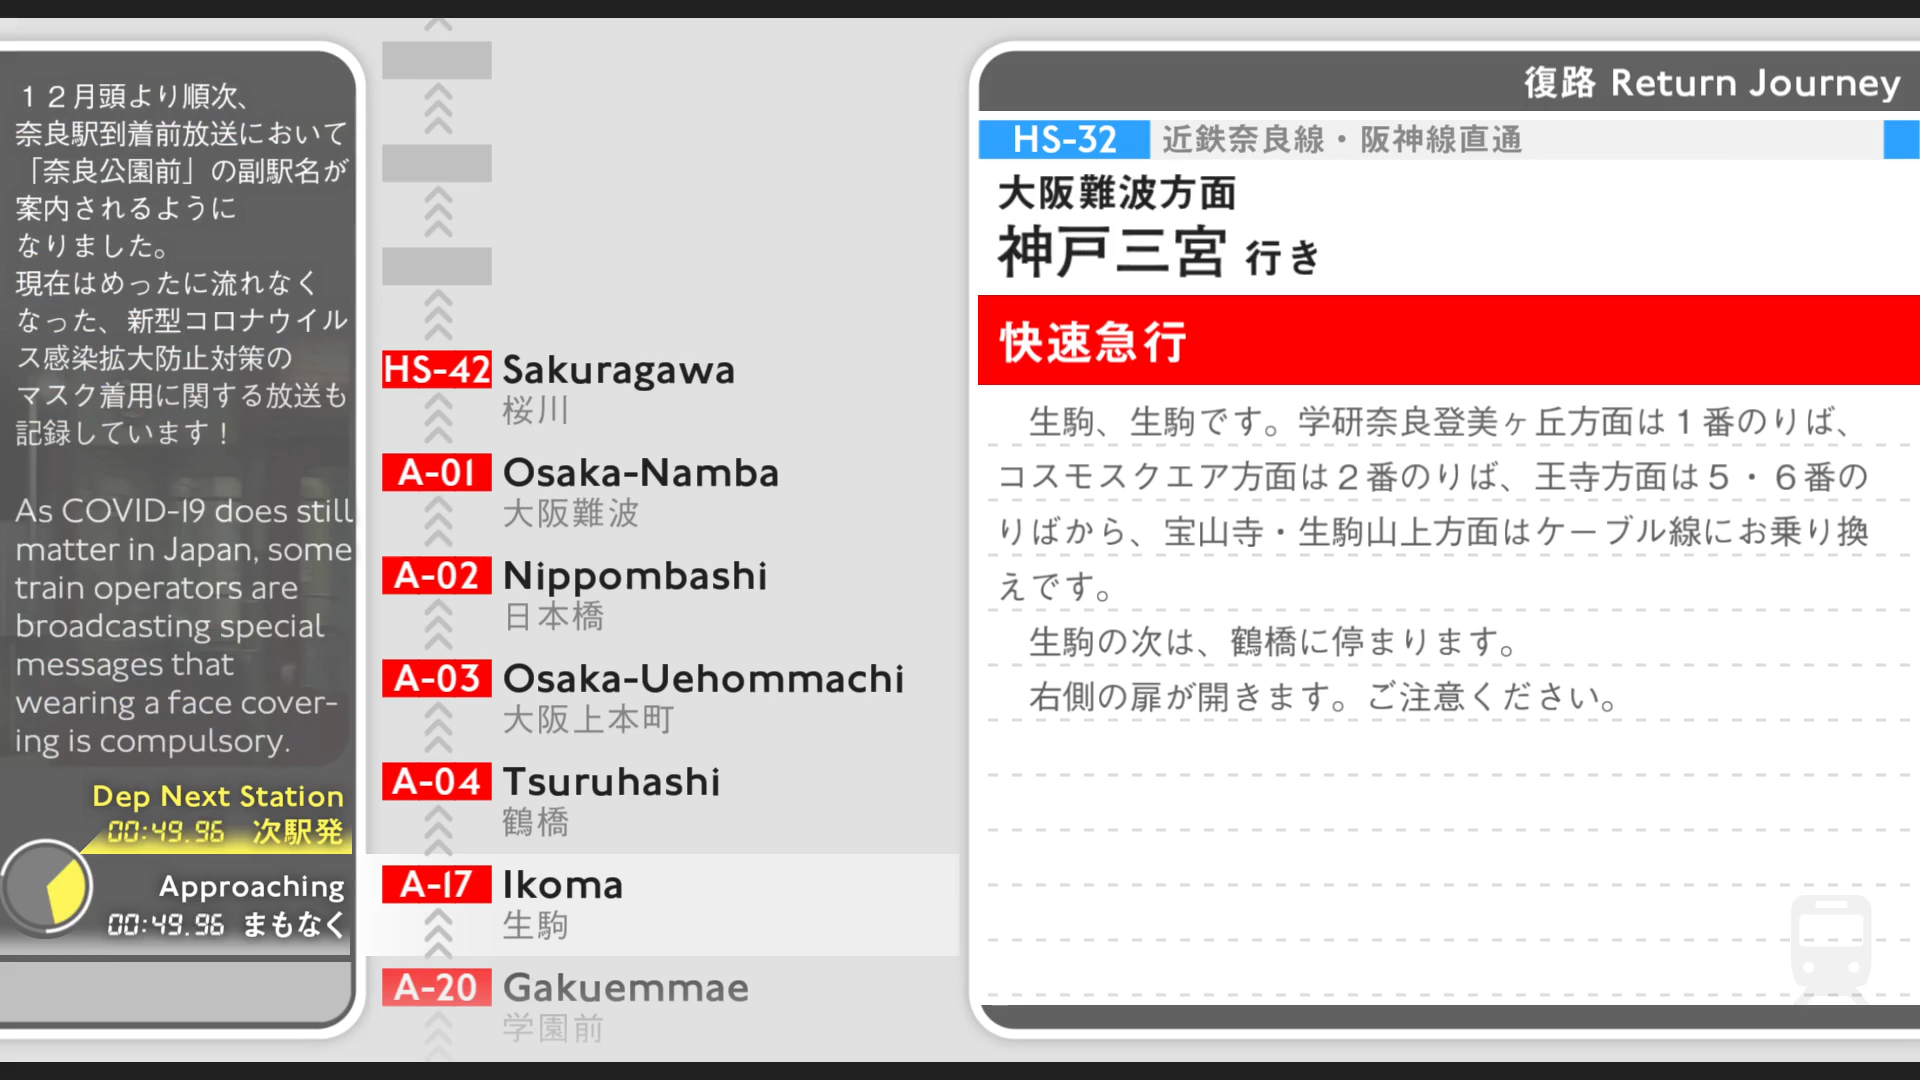 １２月頭より順次、
奈良駅到着前放送において
「奈良公園前」の副駅名が
案内されるように
なりました。
現在はめったに流れなく
なった、新型コロナウイル
ス感染拡大防止対策の
マスク着用に関する放送も
記録しています！
As COVID-19 does still
matter in Japan, some
train operators are
broadcasting special
messages that
wearing a face cover-
ing is compulsory.
Dep Next Station
00:49.96 次駅発
Approaching
00:49.96 まもなく
HS-42 Sakuragawa
桜川
A-01 Osaka-Namba
大阪難波
A-02 Nippombashi
日本橋
A-03 Osaka-Uehommachi
大阪上本町
A-04 Tsuruhashi
鶴橋
A-17 Ikoma
生駒
A-20 Gakuemmae
学園前
復路 Return Journey
HS-32 近鉄奈良線・阪神線直通
大阪難波方面
神戸三宮 行き
快速急行
生駒、生駒です。学研奈良登美ヶ丘方面は１番のりば、
コスモスクエア方面は２番のりば、王寺方面は５・６番の
りばから、宝山寺・生駒山上方面はケーブル線にお乗り換
えです。
生駒の次は、鶴橋に停まります。
右側の扉が開きます。ご注意ください。